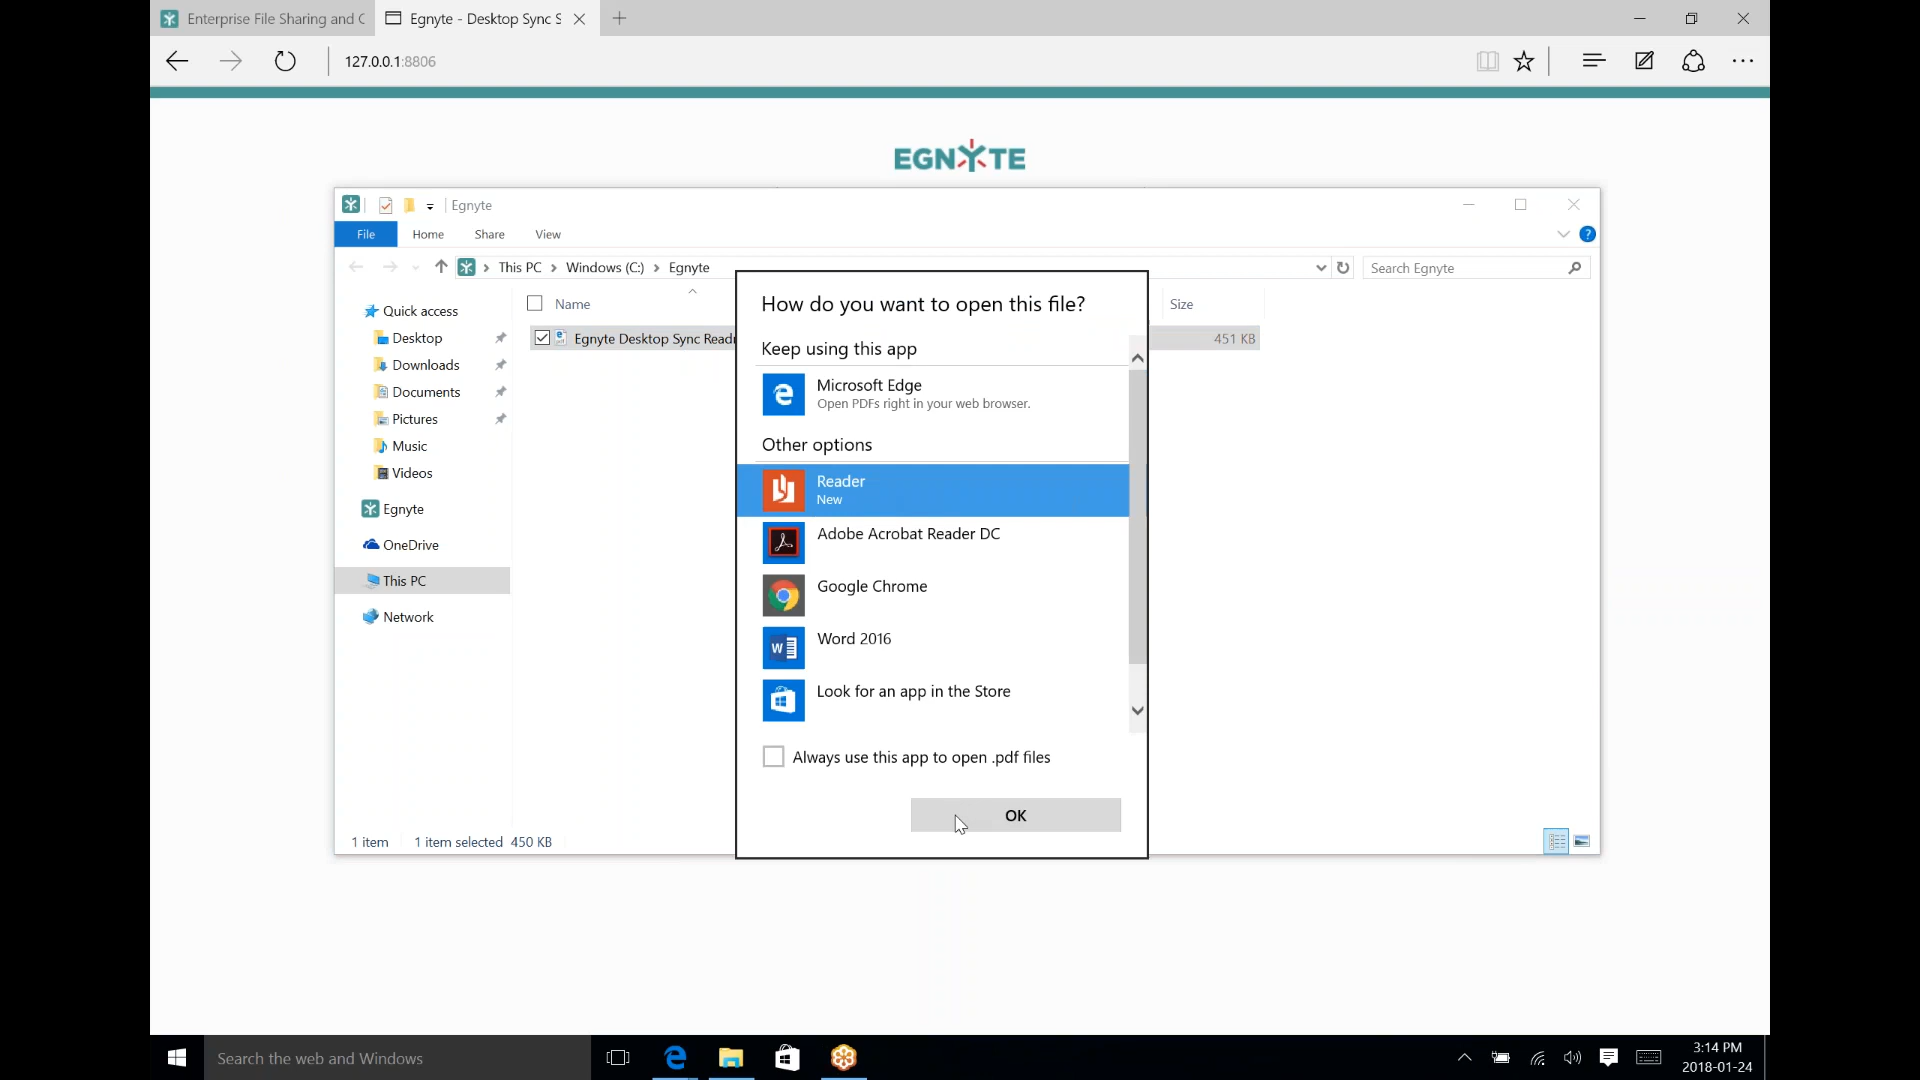 Enterprise File Sharing and C
Egnyte - Desktop Sync S
127.0.0.1:8806
EGNYTE
Egnyte
File Home Share View
This PC Windows (C:) Egnyte
Search Egnyte
Quick access
Desktop
Downloads
Documents
Pictures
Music
Videos
Egnyte
OneDrive
This PC
Network
Name
Size
Egnyte Desktop Sync Readm
451 KB
1 item 1 item selected 450 KB
How do you want to open this file?
Keep using this app
Microsoft Edge
Open PDFs right in your web browser.
Other options
Reader
New
Adobe Acrobat Reader DC
Google Chrome
Word 2016
Look for an app in the Store
Always use this app to open .pdf files
OK
Search the web and Windows
3:14 PM
2018-01-24